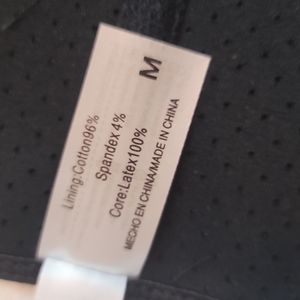 Lining:Cotton96%
Spandex 4%
Core:Latex100%
MECHO EN CHINA/MADE IN CHINA
M